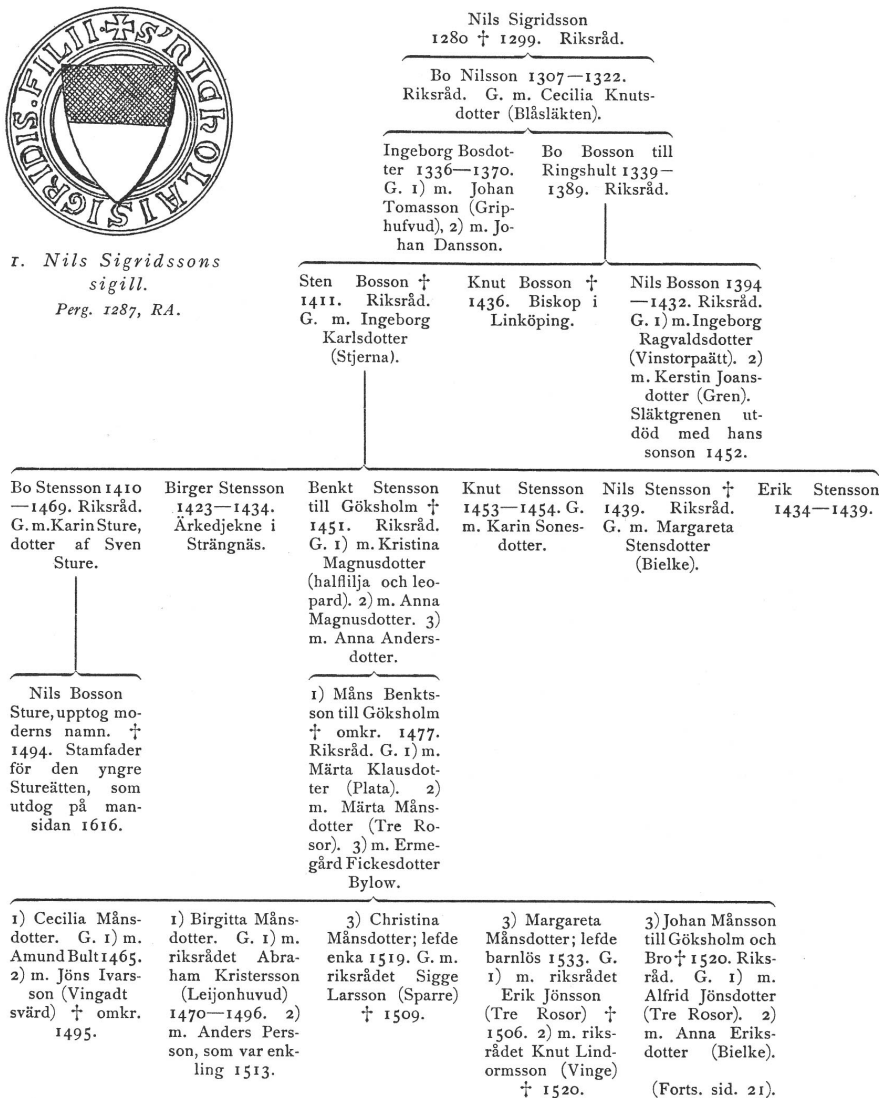 S'NICHOLAI SIGRIDIS. FILII
1. Nils Sigridssons
sigill.
Perg. 1287, RA.
Nils Sigridsson
1280 † 1299. Riksråd.
Bo Nilsson 1307—1322.
Riksråd. G. m. Cecilia Knuts-
dotter (Blåsläkten).
Ingeborg Bosdot-
ter 1336—1370.
G. 1) m. Johan
Tomasson (Grip-
hufvud), 2) m. Jo-
han Dansson.
Bo Bosson till
Ringshult 1339—
1389. Riksråd.
Sten Bosson †
1411. Riksråd.
G. m. Ingeborg
Karlsdotter
(Stjerna).
Knut Bosson †
1436. Biskop i
Linköping.
Nils Bosson 1394
—1432. Riksråd.
G. 1) m. Ingeborg
Ragvaldsdotter
(Vinstorpaätt). 2)
m. Kerstin Joans-
dotter (Gren).
Släktgrenen ut-
död med hans
sonson 1452.
Bo Stensson 1410
—1469. Riksråd.
G. m. Karin Sture,
dotter af Sven
Sture.
Birger Stensson
1423—1434.
Ärkedjekne i
Strängnäs.
Benkt Stensson
till Göksholm †
1451. Riksråd.
G. 1) m. Kristina
Magnusdotter
(halflilja och leo-
pard). 2) m. Anna
Magnusdotter. 3)
m. Anna Anders-
dotter.
Knut Stensson
1453—1454. G.
m. Karin Sones-
dotter.
Nils Stensson †
1439. Riksråd.
G. m. Margareta
Stensdotter
(Bielke).
Erik Stensson
1434—1439.
Nils Bosson
Sture, upptog mo-
derns namn. †
1494. Stamfader
för den yngre
Stureätten, som
utdog på man-
sidan 1616.
1) Måns Benkts-
son till Göksholm
† omkr. 1477.
Riksråd. G. 1) m.
Märta Klausdot-
ter (Plata). 2)
m. Märta Måns-
dotter (Tre Ro-
sor). 3) m. Erme-
gård Fickesdotter
Bylow.
1) Cecilia Måns-
dotter. G. 1) m.
Amund Bult 1465.
2) m. Jöns Ivars-
son (Vingadt
svärd) † omkr.
1495.
1) Birgitta Måns-
dotter. G. 1) m.
riksrådet Abra-
ham Kristersson
(Leijonhuvud)
1470—1496. 2)
m. Anders Pers-
son, som var enk-
ling 1513.
3) Christina
Månsdotter; lefde
enka 1519. G. m.
riksrådet Sigge
Larsson (Sparre)
† 1509.
3) Margareta
Månsdotter; lefde
barnlös 1533. G.
1) m. riksrådet
Erik Jönsson
(Tre Rosor) †
1506. 2) m. riks-
rådet Knut Lind-
ormsson (Vinge)
† 1520.
3) Johan Månsson
till Göksholm och
Bro † 1520. Riks-
råd. G. 1) m.
Alfrid Jönsdotter
(Tre Rosor). 2)
m. Anna Eriks-
dotter (Bielke).
(Forts. sid. 21).